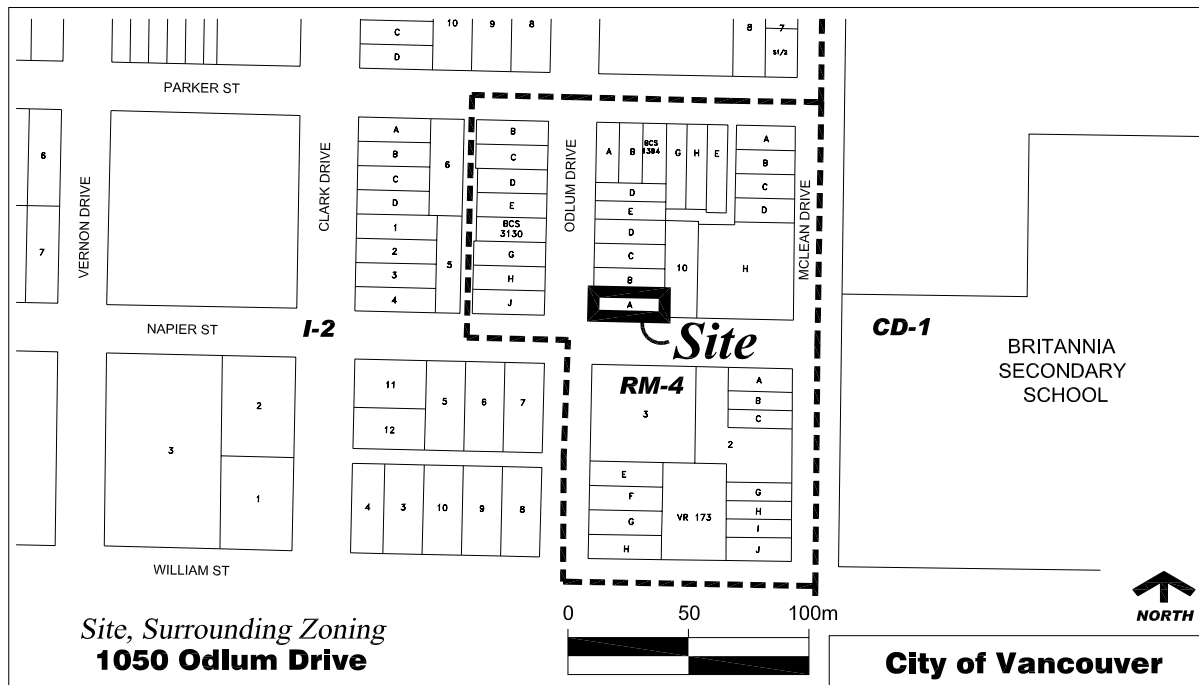 C
D
10
9
8
8
7
S1/2
PARKER ST
6
7
VERNON DRIVE
CLARK DRIVE
A
B
C
D
6
1
2
3
4
5
B
C
D
E
BCS
3130
G
H
J
ODLUM DRIVE
A
B
BCS
1384
G
H
E
D
E
D
C
B
A
10
H
A
B
C
D
MCLEAN DRIVE
NAPIER ST
I-2
Site
CD-1
BRITANNIA
SECONDARY
SCHOOL
RM-4
3
2
1
11
12
5
6
7
4
3
10
9
8
3
A
B
C
2
E
F
G
H
VR 173
G
H
I
J
WILLIAM ST
NORTH
0 50 100m
Site, Surrounding Zoning
1050 Odlum Drive
City of Vancouver